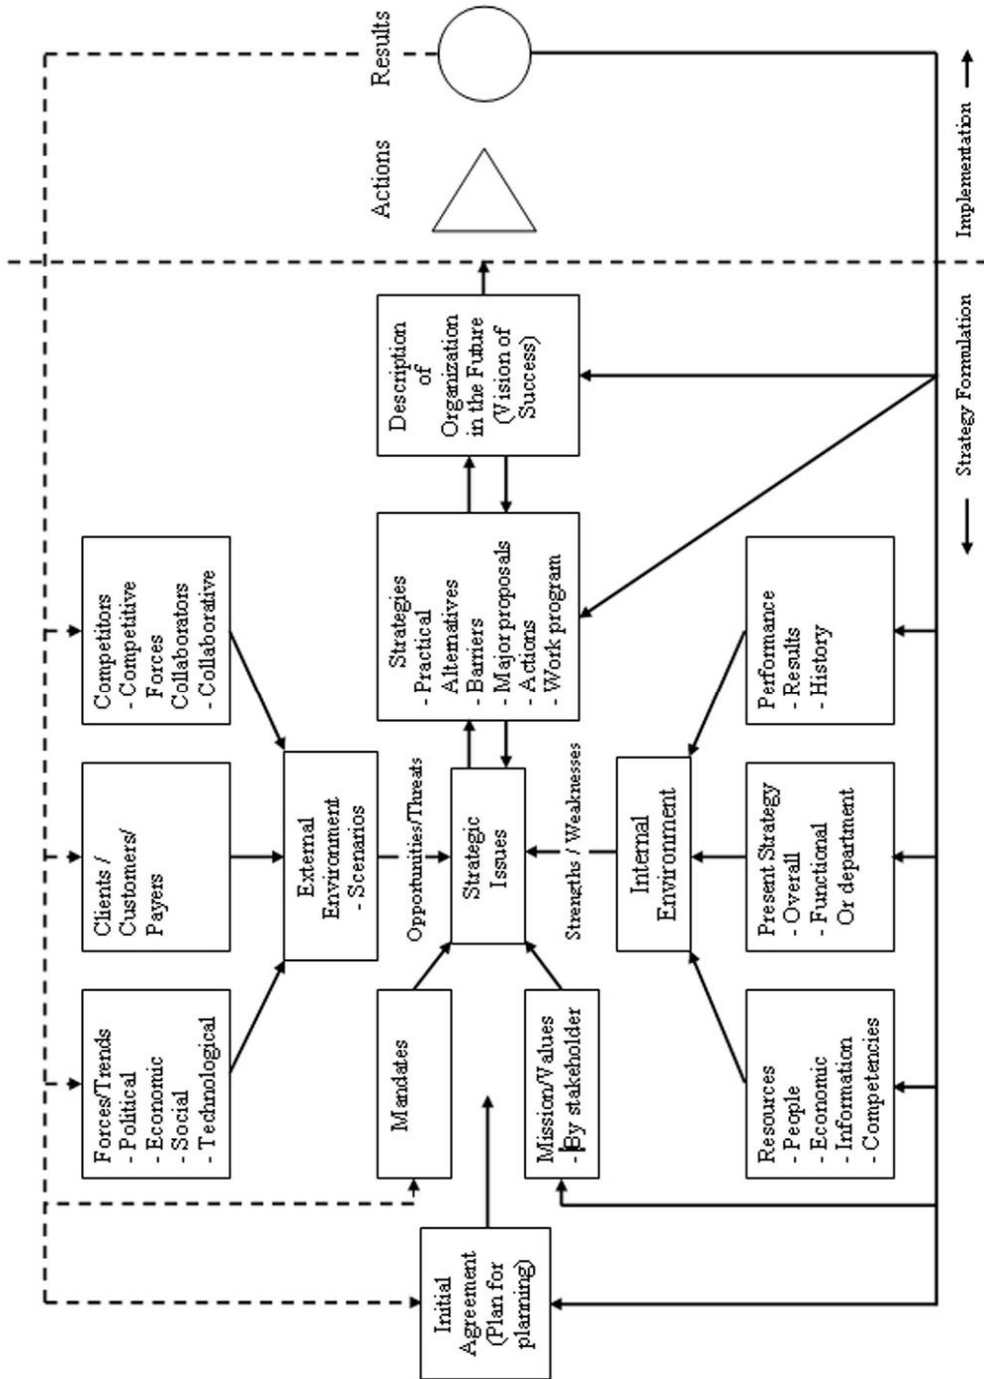 Forces/Trends
- Political
- Economic
- Social
- Technological
Clients /
Customers/
Payers
Competitors
- Competitive
Forces
Collaborators
- Collaborative
External
Environment
- Scenarios
Opportunities/Threats
Initial
Agreement
(Plan for
planning)
Mandates
Mission/Values
- By stakeholder
Strategic
Issues
Strategies
- Practical
Alternatives
- Barriers
- Major proposals
- Actions
- Work program
Description
of
Organization
in the Future
(Vision of
Success)
Actions
Results
Strengths / Weaknesses
Internal
Environment
Resources
- People
- Economic
- Information
- Competencies
Present Strategy
- Overall
- Functional
Or department
Performance
- Results
- History
Strategy Formulation
Implementation